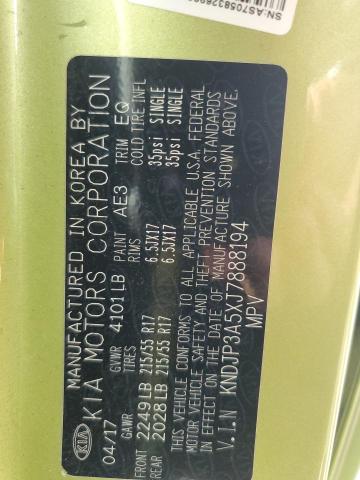 SN:AS7058326
MANUFACTURED IN KOREA BY
KIA MOTORS CORPORATION
KIA
04/17 GVWR 4101LB PAINT AE3 TRIM EQ
GAWR TIRES RIMS COLD TIRE INFL
FRONT 2249LB 215/55 R17 6.5JX17 35psi SINGLE
REAR 2028LB 215/55 R17 6.5JX17 35psi SINGLE
THIS VEHICLE CONFORMS TO ALL APPLICABLE U.S.A. FEDERAL
MOTOR VEHICLE SAFETY AND THEFT PREVENTION STANDARDS
IN EFFECT ON THE DATE OF MANUFACTURE SHOWN ABOVE.
V.I.N KNDJP3A5XJ7888194
MPV